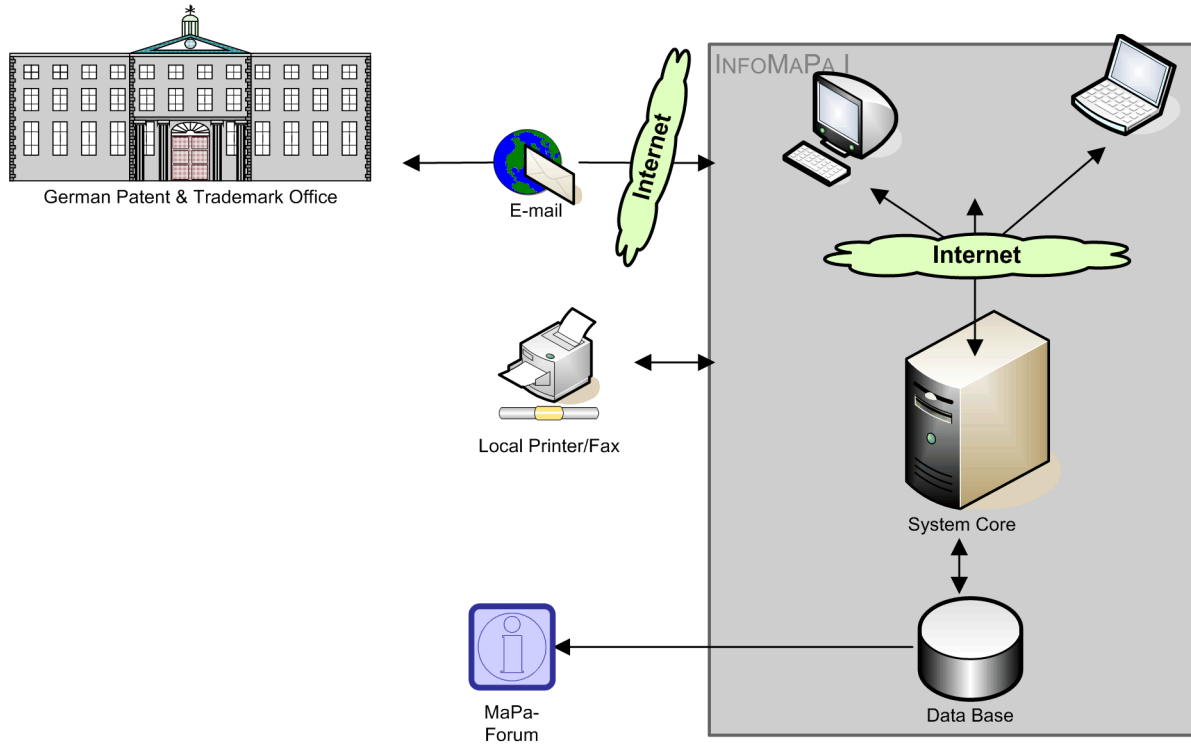 INFOMAPA I
German Patent & Trademark Office
E-mail
Internet
Internet
Local Printer/Fax
System Core
MaPa-
Forum
Data Base